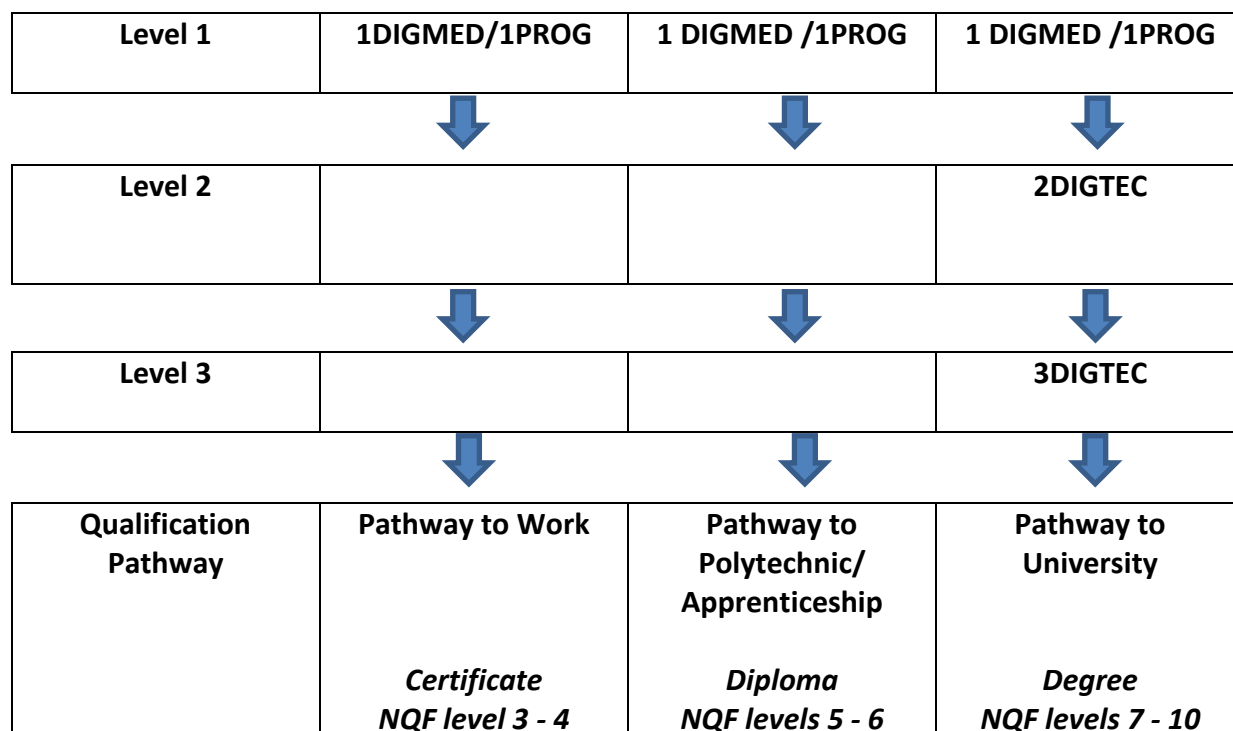 Level 1 1DIGMED/1PROG 1 DIGMED /1PROG 1 DIGMED /1PROG
Level 2 2DIGTEC
Level 3 3DIGTEC
Qualification Pathway to Work Pathway to Pathway to
Pathway Polytechnic/ University
Apprenticeship
Certificate Diploma Degree
NQF level 3 - 4 NQF levels 5 - 6 NQF levels 7 - 10